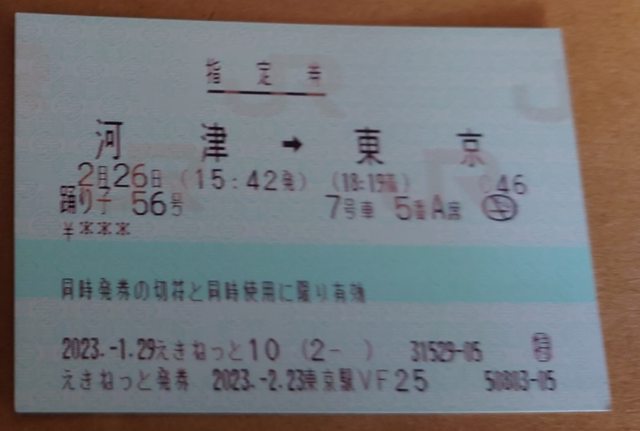 指定券
河津 → 東京
2月26日 (15:42発) (18:19着) C46
踊り子 56号 7号車 5番A席
¥***
同時発券の切符と同時使用に限り有効
2023.-1.29えきねっと10 (2- ) 31529-05 特
えきねっと発券 2023.-2.23東京駅VF25 50803-05